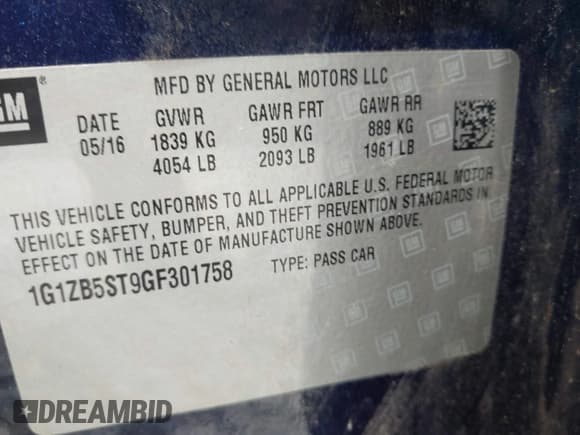 GM ®
MFD BY GENERAL MOTORS LLC
DATE GVWR GAWR FRT GAWR RR
05/16 1839 KG 950 KG 889 KG
4054 LB 2093 LB 1961 LB
THIS VEHICLE CONFORMS TO ALL APPLICABLE U.S. FEDERAL MOTOR
VEHICLE SAFETY, BUMPER, AND THEFT PREVENTION STANDARDS IN
EFFECT ON THE DATE OF MANUFACTURE SHOWN ABOVE.
1G1ZB5ST9GF301758 TYPE: PASS CAR
DREAMBID